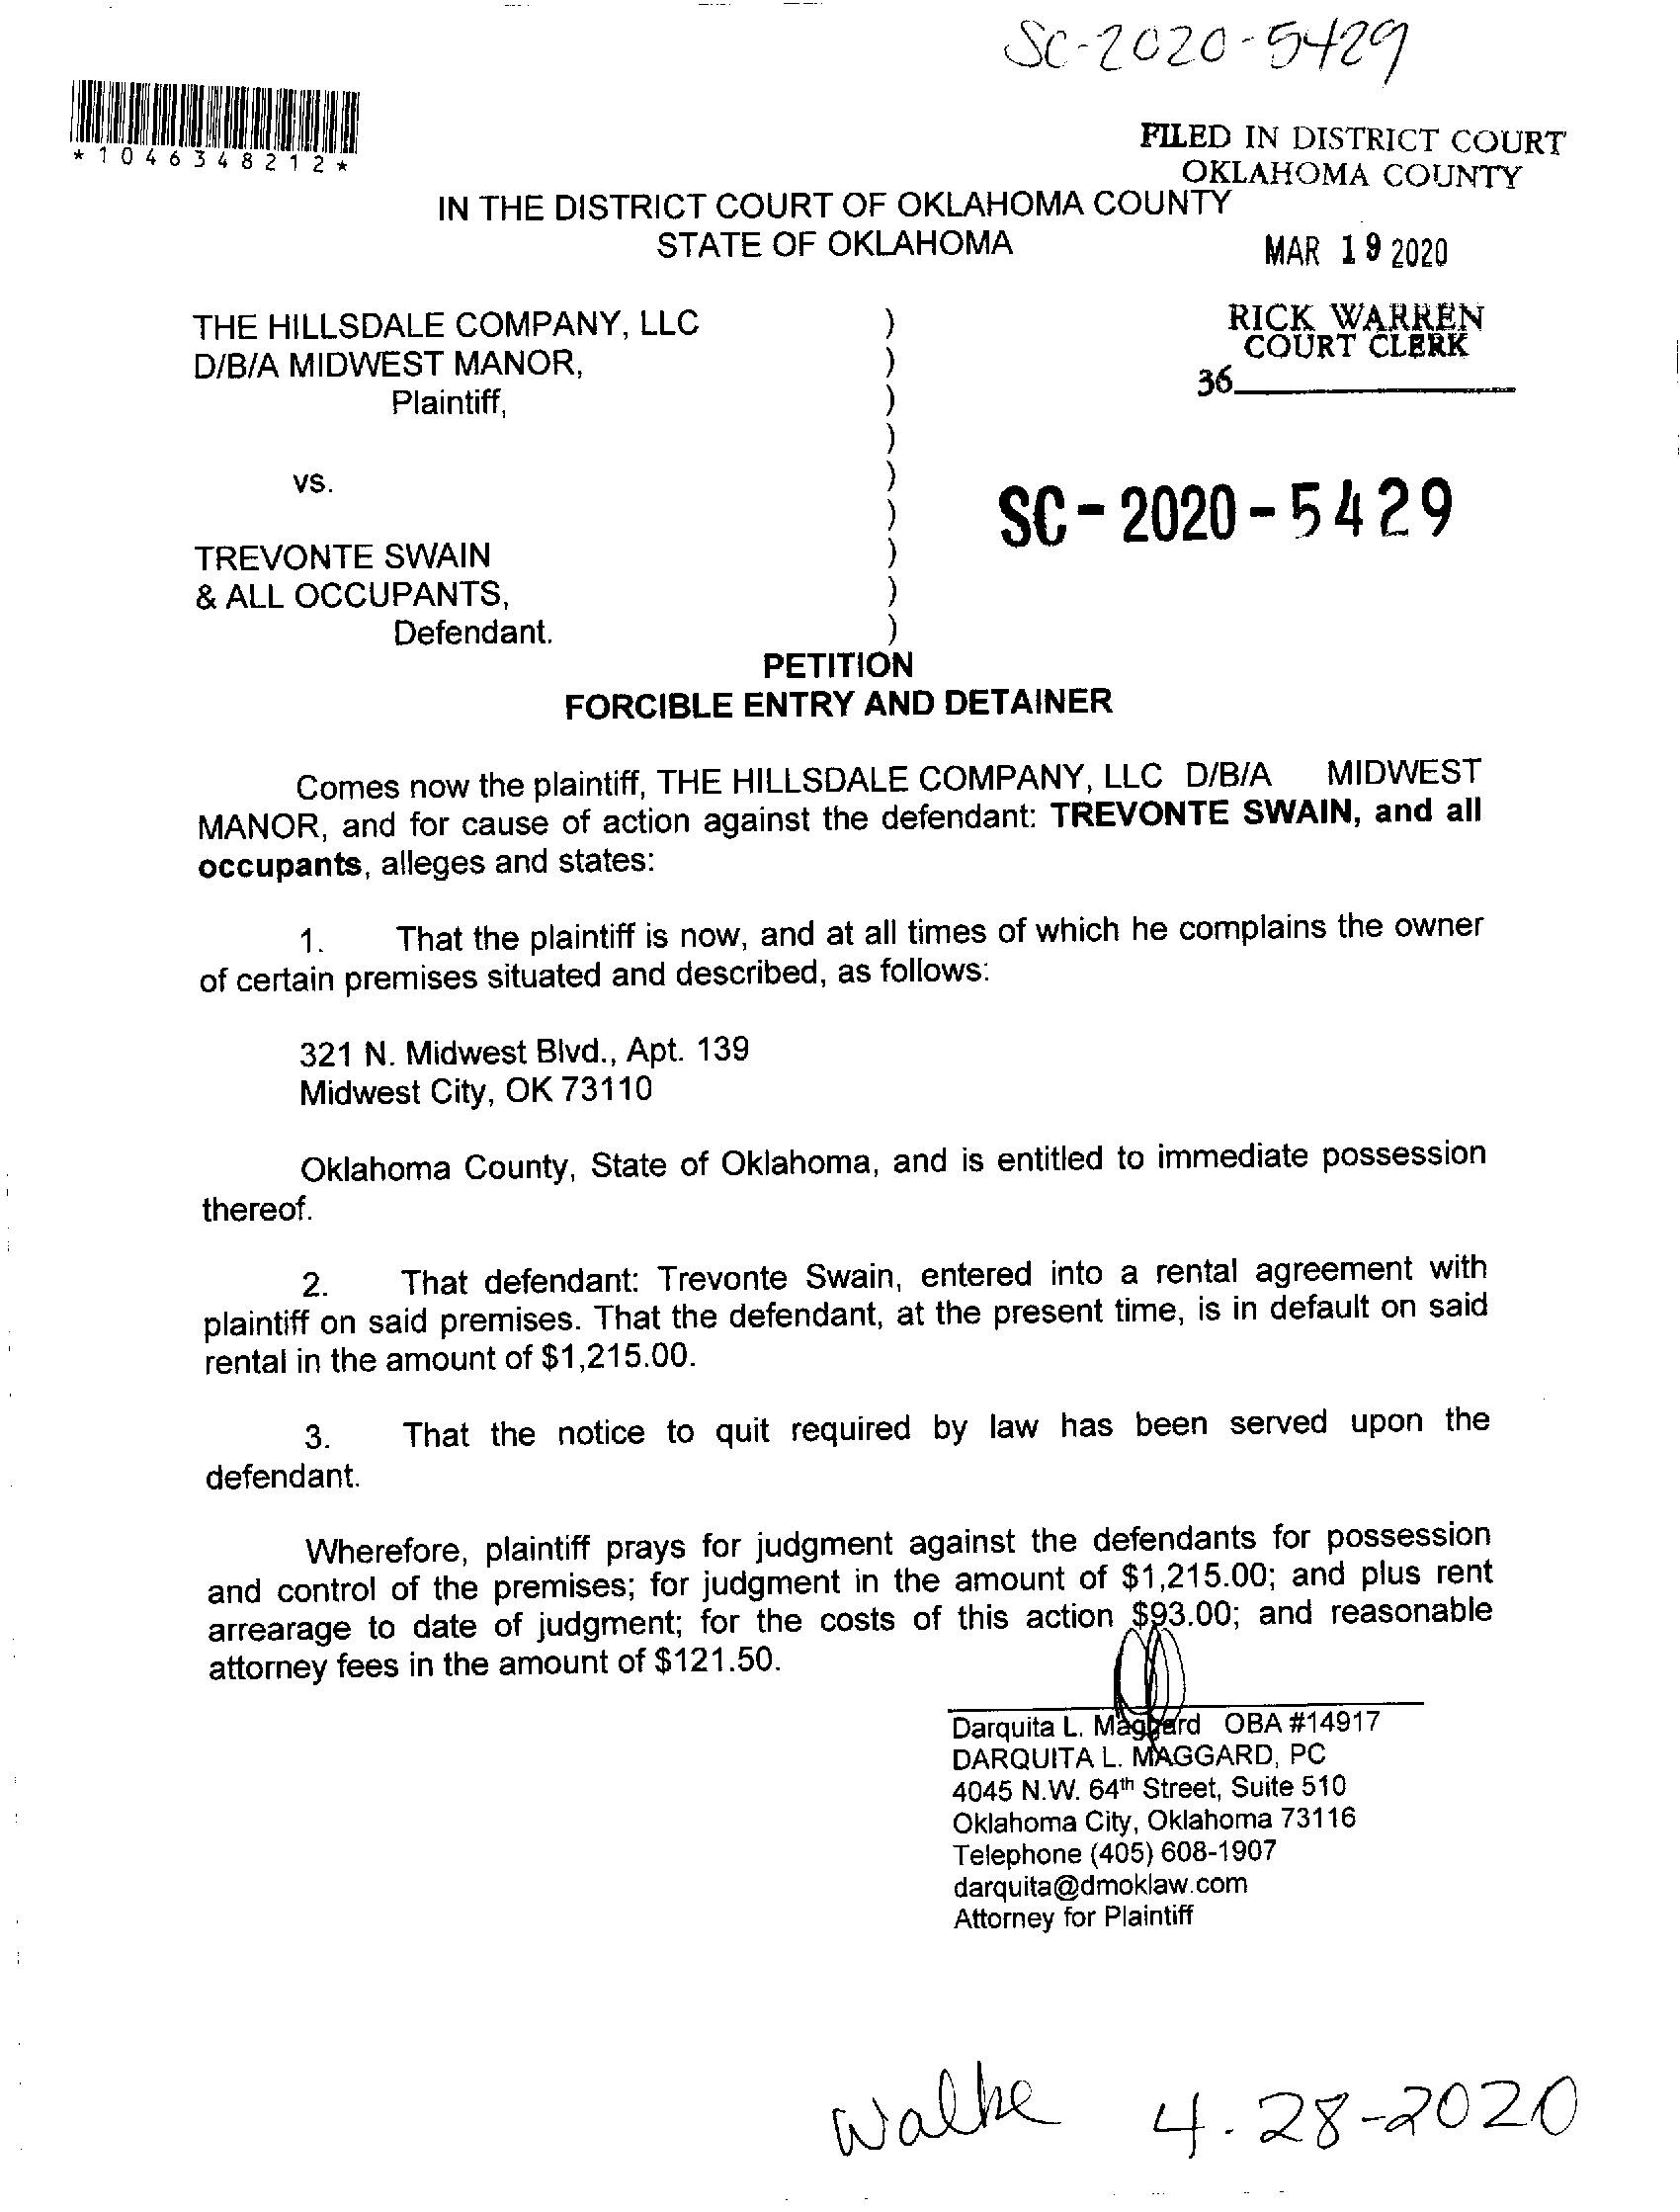 SC-2020-5429
*1046348212*
FILED IN DISTRICT COURT
OKLAHOMA COUNTY
IN THE DISTRICT COURT OF OKLAHOMA COUNTY
STATE OF OKLAHOMA
MAR 19 2020
THE HILLSDALE COMPANY, LLC )
D/B/A MIDWEST MANOR, )
Plaintiff, )
)
RICK WARREN
COURT CLERK
36
vs. )
)
SC-2020-5429
TREVONTE SWAIN )
& ALL OCCUPANTS, )
Defendant. )
PETITION
FORCIBLE ENTRY AND DETAINER
Comes now the plaintiff, THE HILLSDALE COMPANY, LLC D/B/A MIDWEST
MANOR, and for cause of action against the defendant: TREVONTE SWAIN, and all
occupants, alleges and states:
1. That the plaintiff is now, and at all times of which he complains the owner
of certain premises situated and described, as follows:
321 N. Midwest Blvd., Apt. 139
Midwest City, OK 73110
Oklahoma County, State of Oklahoma, and is entitled to immediate possession
thereof.
2. That defendant: Trevonte Swain, entered into a rental agreement with
plaintiff on said premises. That the defendant, at the present time, is in default on said
rental in the amount of $1,215.00.
3. That the notice to quit required by law has been served upon the
defendant.
Wherefore, plaintiff prays for judgment against the defendants for possession
and control of the premises; for judgment in the amount of $1,215.00; and plus rent
arrearage to date of judgment; for the costs of this action $93.00; and reasonable
attorney fees in the amount of $121.50.
Darquita L. Maggard OBA #14917
DARQUITA L. MAGGARD, PC
4045 N.W. 64th Street, Suite 510
Oklahoma City, Oklahoma 73116
Telephone (405) 608-1907
darquita@dmoklaw.com
Attorney for Plaintiff
Walke 4-28-2020